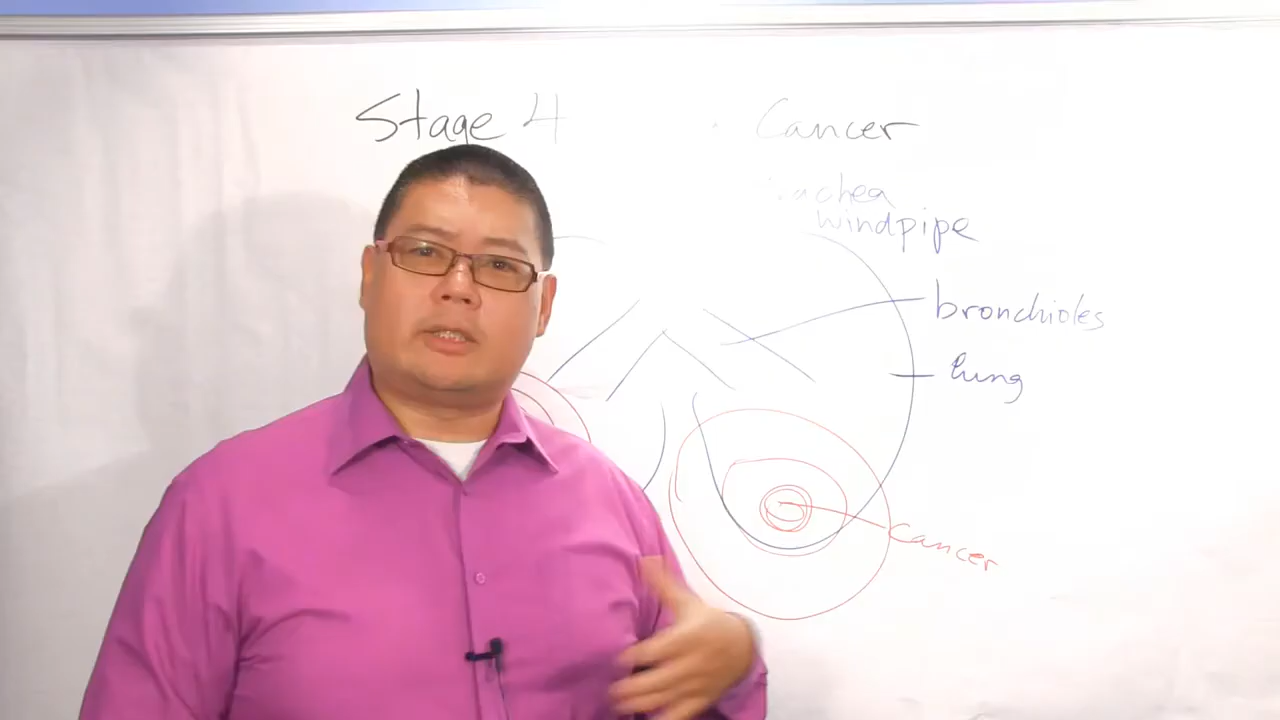 Stage 4 Cancer
windpipe
bronchioles
lung
cancer